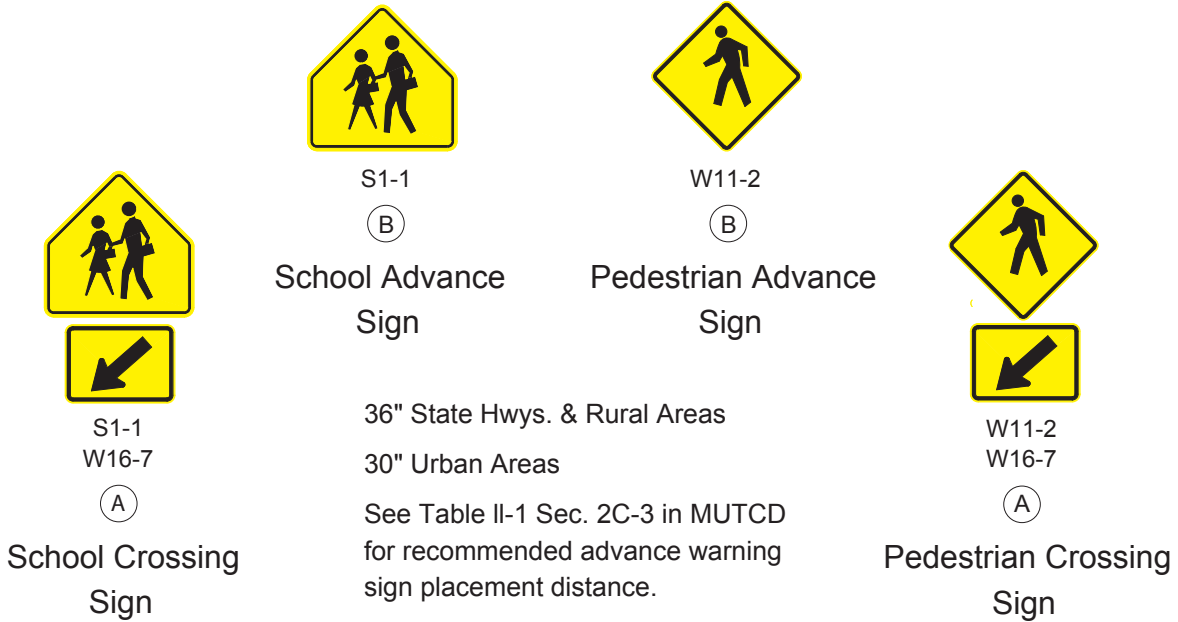 S1-1
B
School Advance
Sign
W11-2
B
Pedestrian Advance
Sign
S1-1
W16-7
A
School Crossing
Sign
36" State Hwys. & Rural Areas
30" Urban Areas
See Table ll-1 Sec. 2C-3 in MUTCD
for recommended advance warning
sign placement distance.
W11-2
W16-7
A
Pedestrian Crossing
Sign